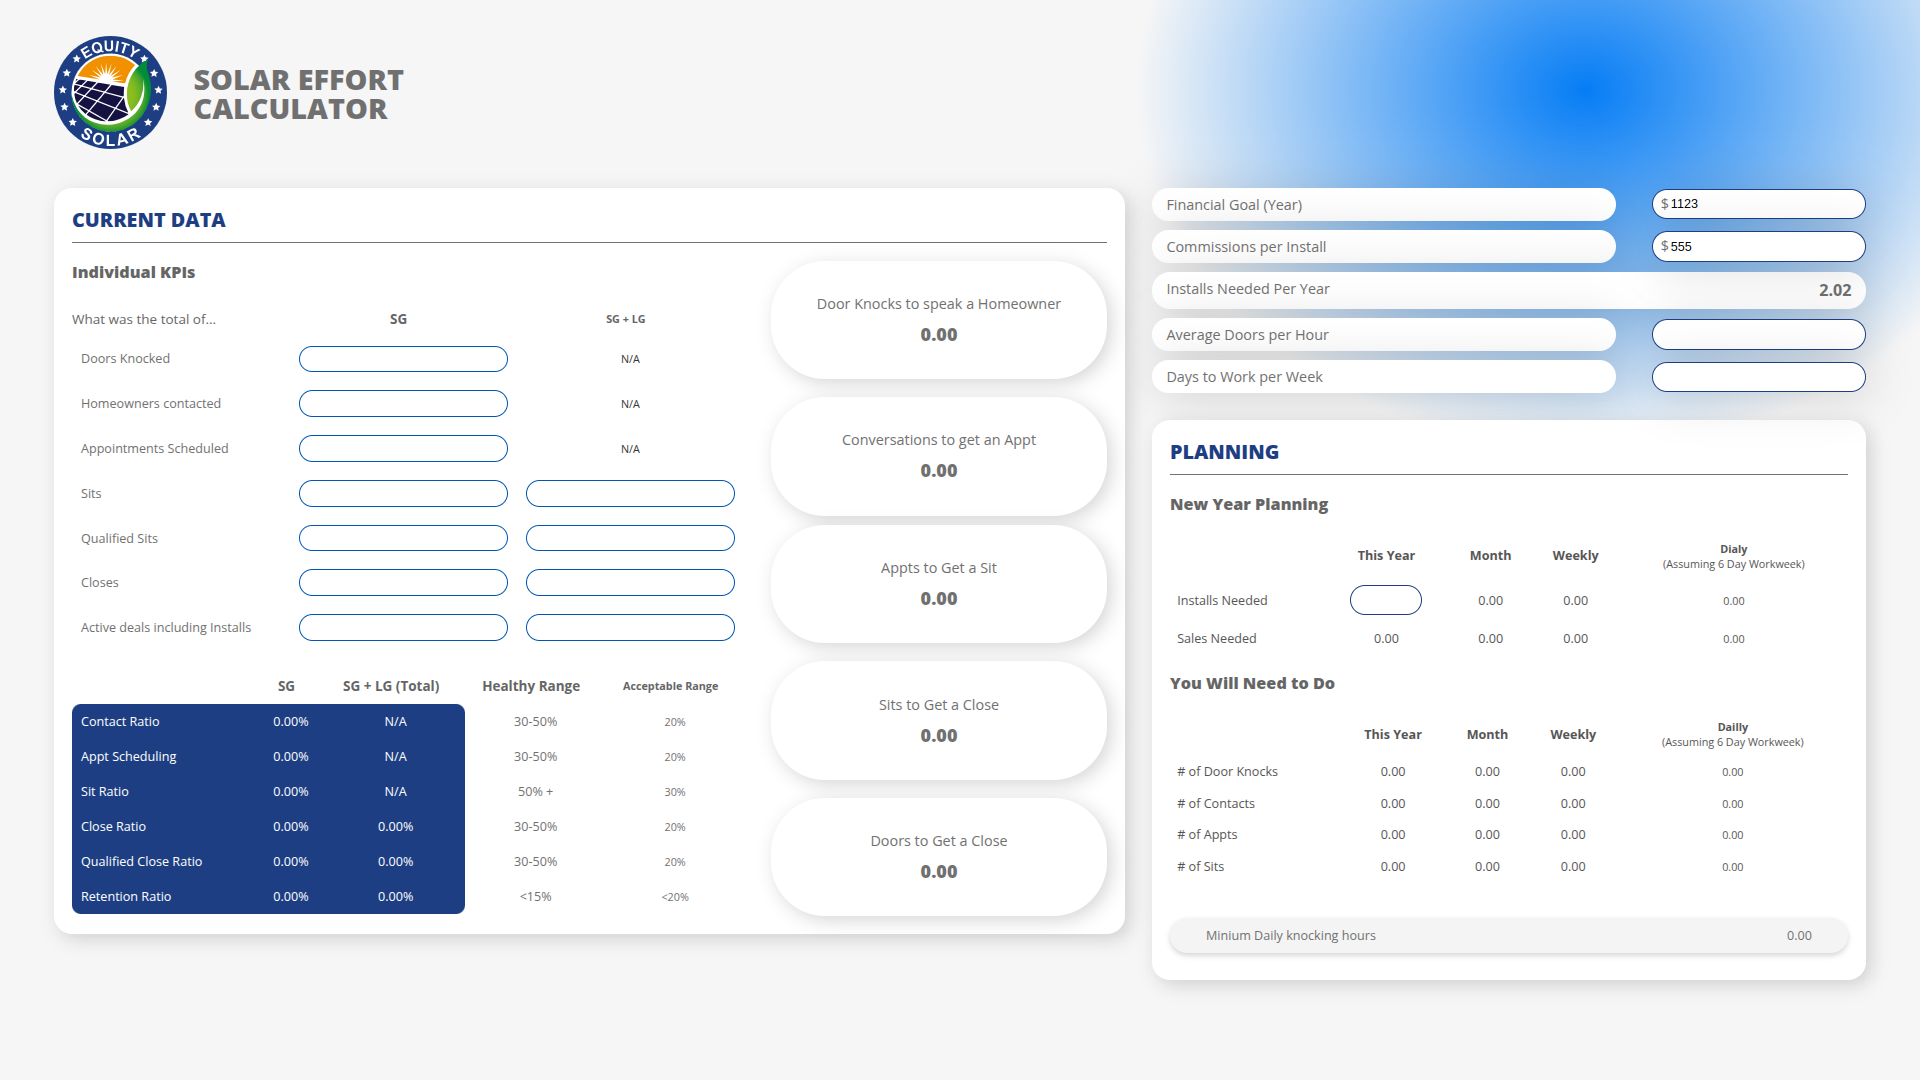 EQUITY
SOLAR
SOLAR EFFORT
CALCULATOR
CURRENT DATA
Individual KPIs
What was the total of... SG SG + LG
Doors Knocked N/A
Homeowners contacted N/A
Appointments Scheduled N/A
Sits
Qualified Sits
Closes
Active deals including Installs
SG SG + LG (Total) Healthy Range Acceptable Range
Contact Ratio 0.00% N/A 30-50% 20%
Appt Scheduling 0.00% N/A 30-50% 20%
Sit Ratio 0.00% N/A 50% + 30%
Close Ratio 0.00% 0.00% 30-50% 20%
Qualified Close Ratio 0.00% 0.00% 30-50% 20%
Retention Ratio 0.00% 0.00% <15% <20%
Door Knocks to speak a Homeowner
0.00
Conversations to get an Appt
0.00
Appts to Get a Sit
0.00
Sits to Get a Close
0.00
Doors to Get a Close
0.00
Financial Goal (Year) $ 1123
Commissions per Install $ 555
Installs Needed Per Year 2.02
Average Doors per Hour
Days to Work per Week
PLANNING
New Year Planning
This Year Month Weekly Dialy
(Assuming 6 Day Workweek)
Installs Needed 0.00 0.00 0.00
Sales Needed 0.00 0.00 0.00 0.00
You Will Need to Do
This Year Month Weekly Dailly
(Assuming 6 Day Workweek)
# of Door Knocks 0.00 0.00 0.00 0.00
# of Contacts 0.00 0.00 0.00 0.00
# of Appts 0.00 0.00 0.00 0.00
# of Sits 0.00 0.00 0.00 0.00
Minium Daily knocking hours 0.00